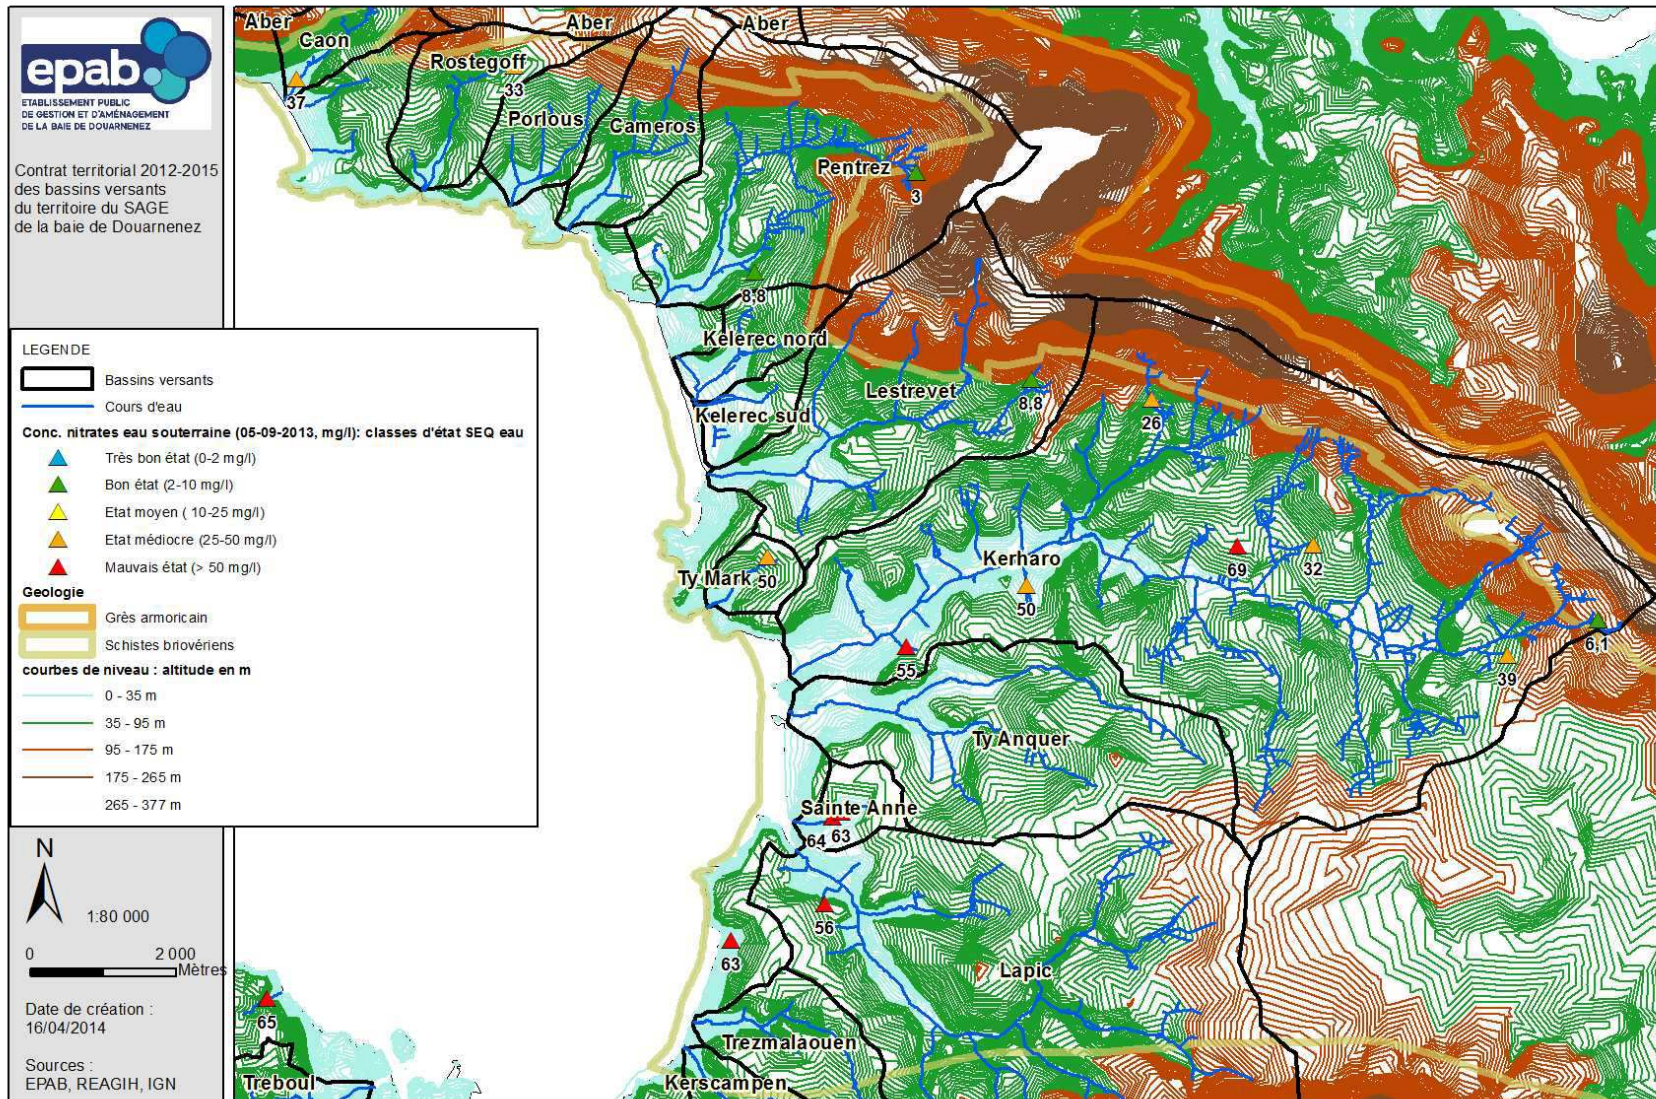 epab
ETABLISSEMENT PUBLIC
DE GESTION ET D'AMÉNAGEMENT
DE LA BAIE DE DOUARNENEZ
Contrat territorial 2012-2015
des bassins versants
du territoire du SAGE
de la baie de Douarnenez
LEGENDE
Bassins versants
Cours d'eau
Conc. nitrates eau souterraine (05-09-2013, mg/l): classes d'état SEQ eau
Très bon état (0-2 mg/l)
Bon état (2-10 mg/l)
Etat moyen ( 10-25 mg/l)
Etat médiocre (25-50 mg/l)
Mauvais état (> 50 mg/l)
Geologie
Grès armoricain
Schistes briovériens
courbes de niveau : altitude en m
0 - 35 m
35 - 95 m
95 - 175 m
175 - 265 m
265 - 377 m
N
1:80 000
0 2 000
Mètres
Date de création :
16/04/2014
Sources :
EPAB, REAGIH, IGN
Aber
Aber
Aber
Caon
37
Rostegoff
33
Porlous
Cameros
Pentrez
3
8,8
Kelerec nord
Kelerec sud
Lestrevet
8,8
26
Ty Mark
50
Kerharo
50
69
32
55
39
6,1
Ty Anquer
Sainte Anne
64
63
56
63
Lapic
65
Treboul
Trezmalaouen
Kerscampen